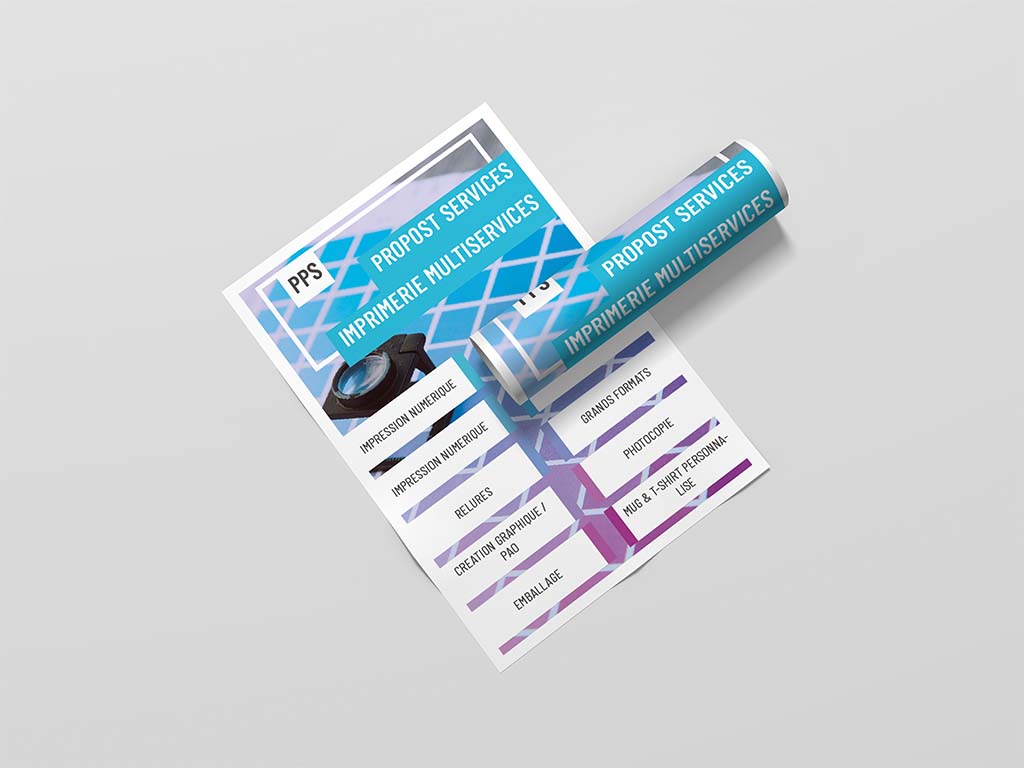 PPS
PROPOST SERVICES
IMPRIMERIE MULTISERVICES
IMPRESSION NUMERIQUE
IMPRESSION NUMERIQUE
RELURES
CREATION GRAPHIQUE /
PAO
EMBALLAGE
GRANDS FORMATS
PHOTOCOPIE
MUG & T-SHIRT PERSONNA-
LISE
PPS
PROPOST SERVICES
IMPRIMERIE MULTISERVICES